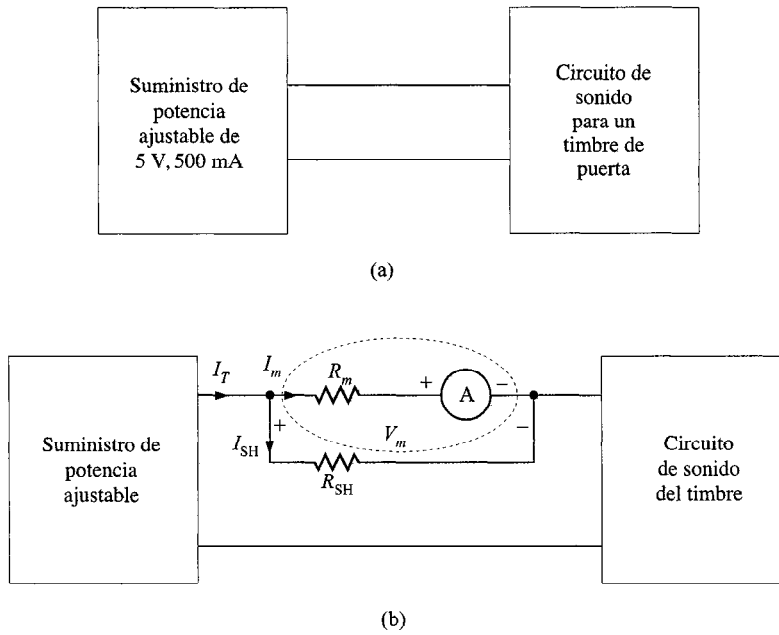 Suministro de
potencia
ajustable de
5 V, 500 mA
Circuito de
sonido
para un
timbre de
puerta
(a)
I_T
I_m
R_m
+
A
−
+
I_SH
V_m
−
R_SH
Suministro de
potencia
ajustable
Circuito
de sonido
del timbre
(b)